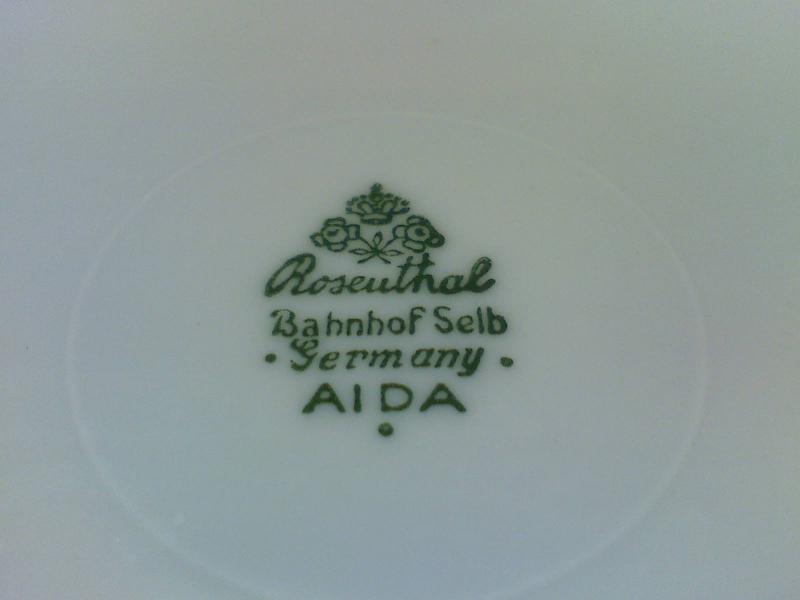 Rosenthal
Bahnhof Selb
• Germany •
AIDA